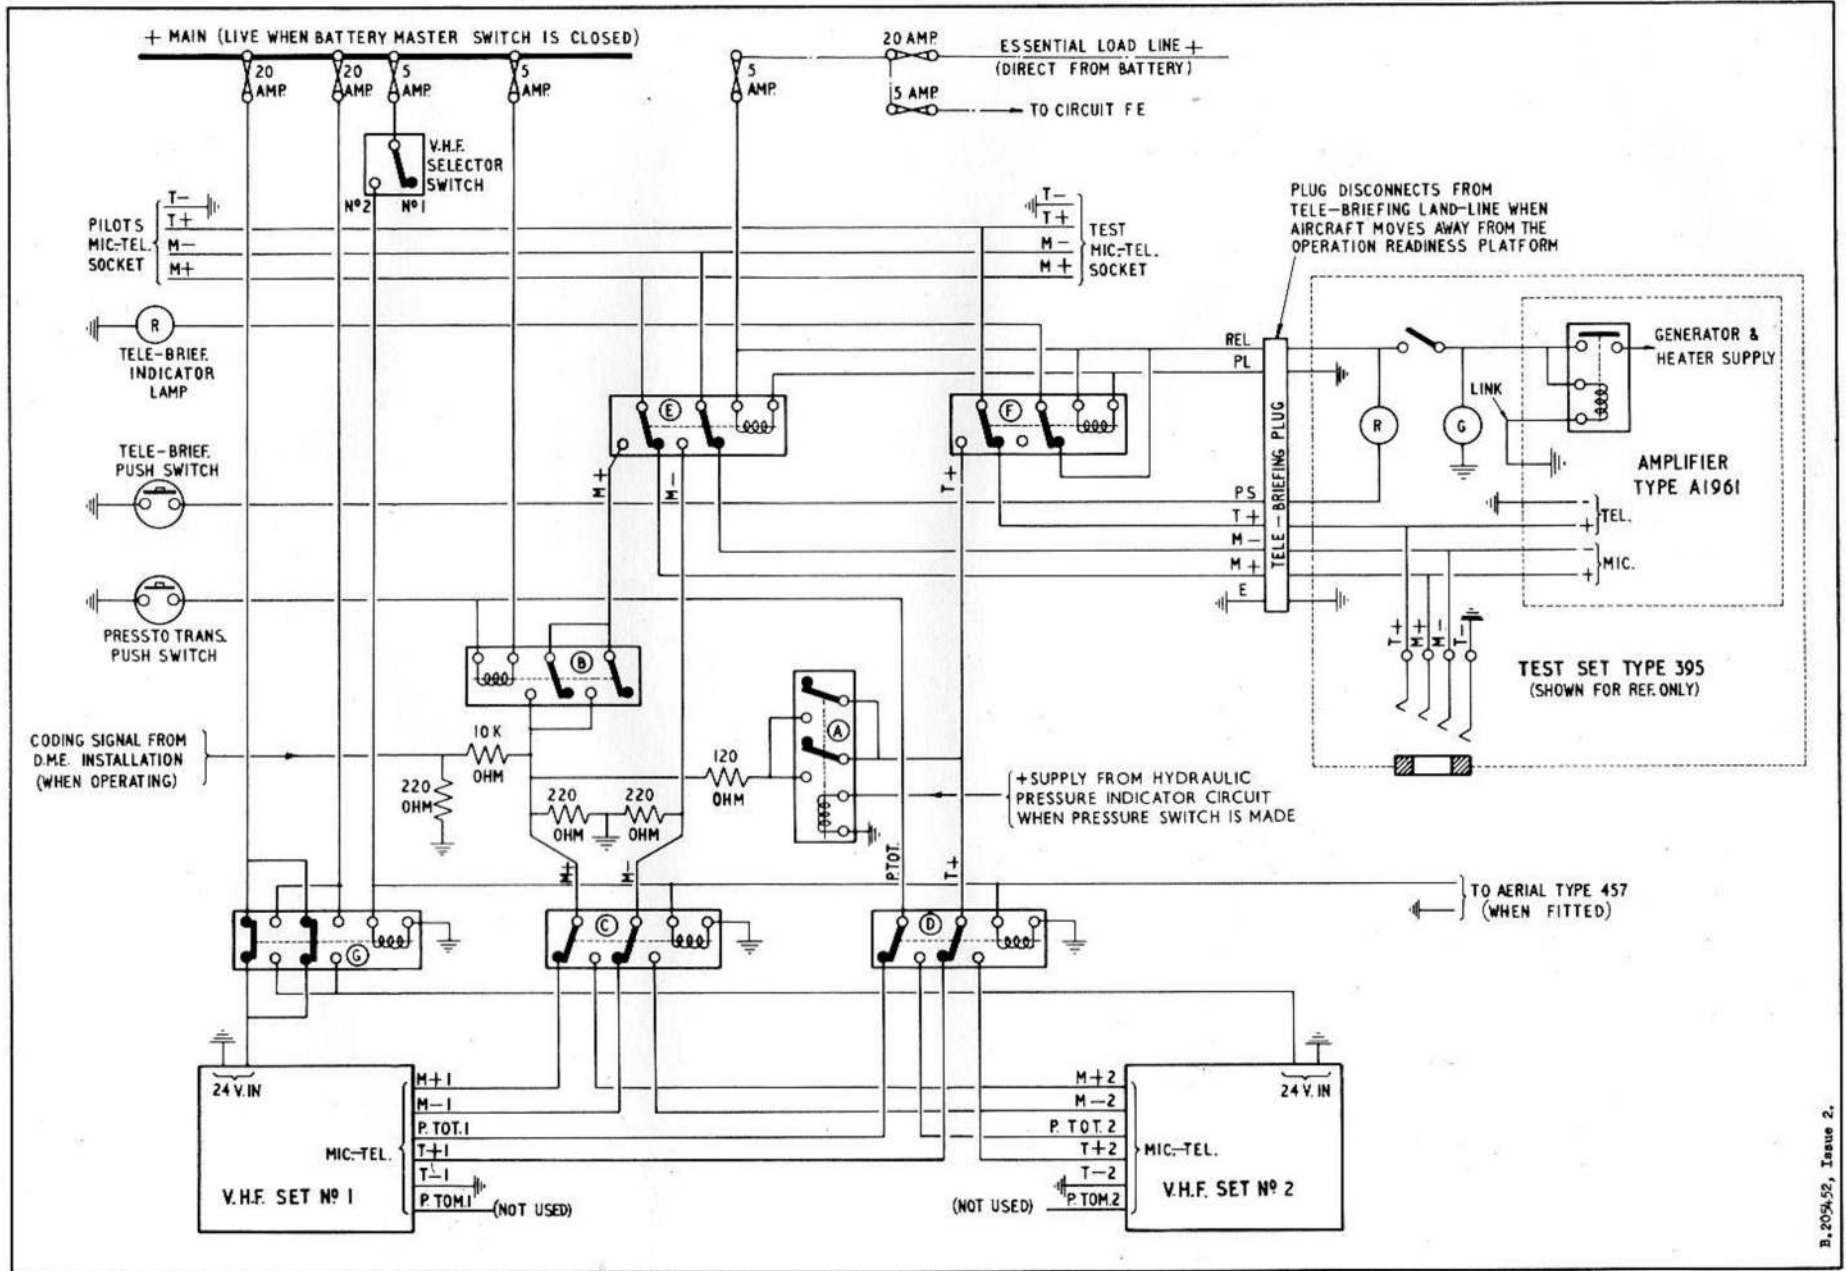 + MAIN (LIVE WHEN BATTERY MASTER SWITCH IS CLOSED)
20 AMP.
20 AMP.
5 AMP.
5 AMP.
5 AMP.
20 AMP.
ESSENTIAL LOAD LINE +
(DIRECT FROM BATTERY)
5 AMP
TO CIRCUIT F E
V.H.F.
SELECTOR
SWITCH
Nº2 Nº1
PILOTS
MIC-TEL.
SOCKET
T-
T+
M-
M+
T-
T+
M-
M+
TEST
MIC-TEL.
SOCKET
PLUG DISCONNECTS FROM
TELE-BRIEFING LAND-LINE WHEN
AIRCRAFT MOVES AWAY FROM THE
OPERATION READINESS PLATFORM
R
TELE-BRIEF.
INDICATOR
LAMP
REL
PL
GENERATOR &
HEATER SUPPLY
LINK
R
G
E
F
TELE-BRIEFING PLUG
AMPLIFIER
TYPE A1961
TELE-BRIEF.
PUSH SWITCH
M+
M-
T+
PS
T+
M-
M+
E
-
+
TEL.
-
+
MIC.
PRESS TO TRANS.
PUSH SWITCH
B
T+
M+
M-
T-
TEST SET TYPE 395
(SHOWN FOR REF. ONLY)
CODING SIGNAL FROM
D.M.E. INSTALLATION
(WHEN OPERATING)
10 K
OHM
220
OHM
120
OHM
A
+ SUPPLY FROM HYDRAULIC
PRESSURE INDICATOR CIRCUIT
WHEN PRESSURE SWITCH IS MADE
220
OHM
220
OHM
M+
M-
P.TOT.
T+
TO AERIAL TYPE 457
(WHEN FITTED)
G
C
D
24 V. IN
MIC-TEL.
V.H.F. SET Nº 1
M+1
M-1
P. TOT.1
T+1
T-1
P. TOM.1
(NOT USED)
M+2
M-2
P. TOT. 2
T+2
T-2
P. TOM.2
(NOT USED)
24 V. IN
MIC-TEL.
V.H.F. SET Nº 2
B.205452, Issue 2.